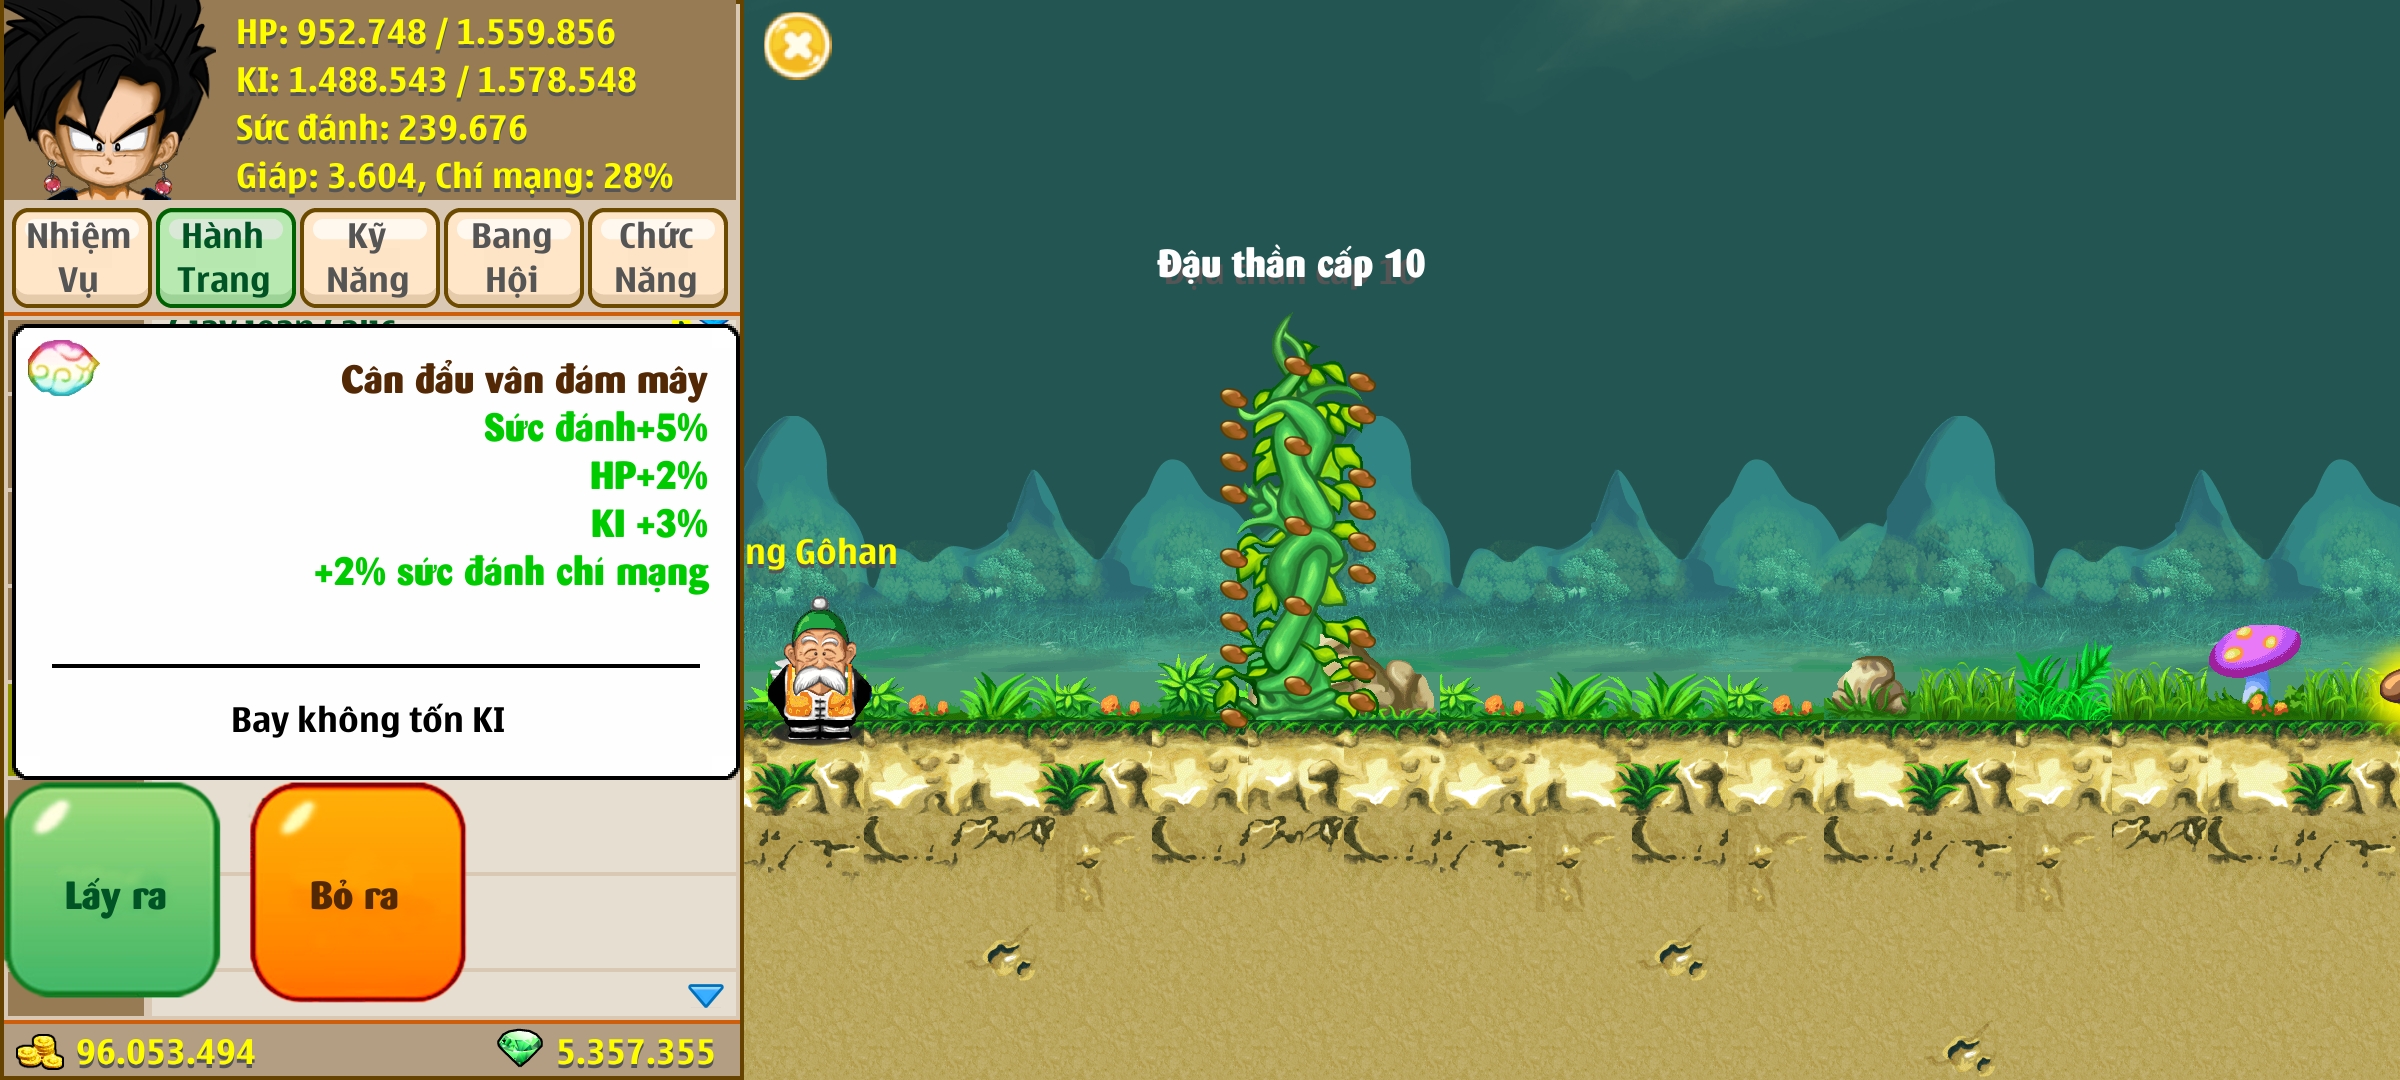 HP: 952.748 / 1.559.856
KI: 1.488.543 / 1.578.548
Sức đánh: 239.676
Giáp: 3.604, Chí mạng: 28%
Nhiệm Vụ
Hành Trang
Kỹ Năng
Bang Hội
Chức Năng
Cân đẩu vân đám mây
Sức đánh+5%
HP+2%
KI +3%
+2% sức đánh chí mạng
Bay không tốn KI
Lấy ra
Bỏ ra
96.053.494
5.357.355
Đậu thần cấp 10
ng Gôhan